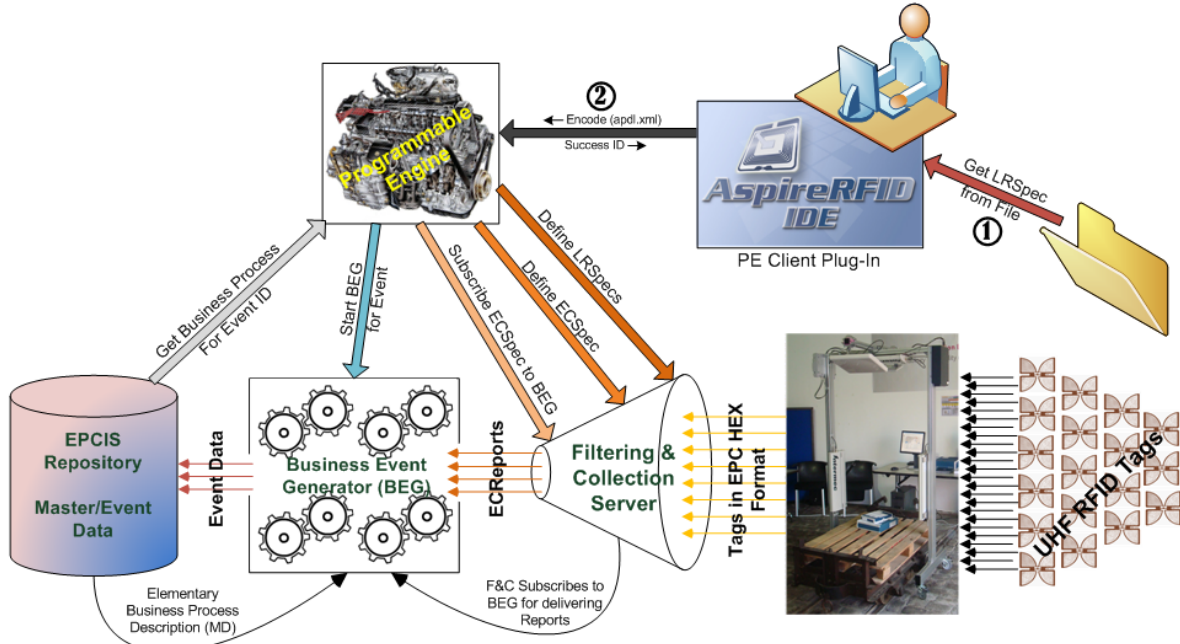 ②
Encode (apdl.xml)
Success ID
Programmable
Engine
AspireRFID
IDE
PE Client Plug-In
Get LRSpec
from File
①
Get Business Process
For Event ID
Start BEG
for Event
Subscribe ECSpec to BEG
Define ECSpec
Define LRSpecs
EPCIS
Repository
Master/Event
Data
Event Data
Business Event
Generator (BEG)
ECReports
Filtering &
Collection
Server
Tags in EPC HEX
Format
UHF RFID Tags
Elementary
Business Process
Description (MD)
F&C Subscribes to
BEG for delivering
Reports